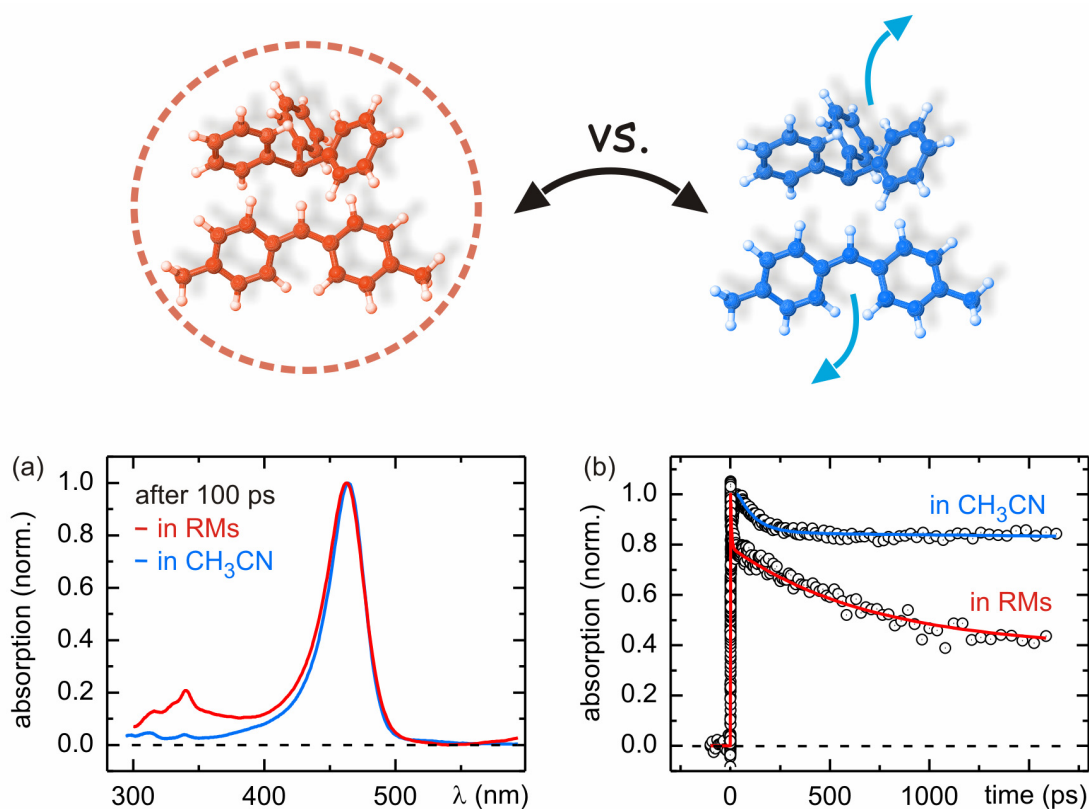 vs.
(a)
1.0
0.8
0.6
0.4
0.2
0.0
absorption (norm.)
after 100 ps
– in RMs
– in CH₃CN
300
400
500
λ (nm)
(b)
1.0
0.8
0.6
0.4
0.2
0.0
absorption (norm.)
in CH₃CN
in RMs
0
500
1000
time (ps)